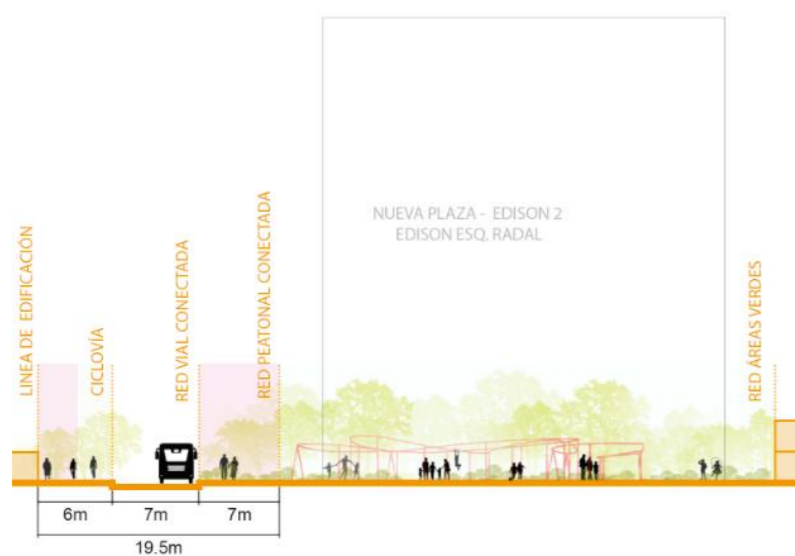 NUEVA PLAZA - EDISON 2
EDISON ESQ. RADAL
LINEA DE EDIFICACIÓN
CICLOVÍA
RED VIAL CONECTADA
RED PEATONAL CONECTADA
RED ÁREAS VERDES
6m
7m
7m
19.5m